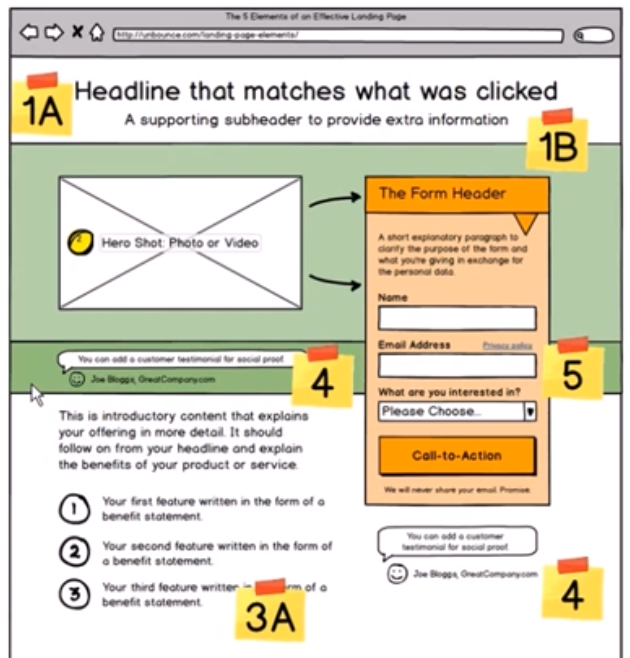 The 5 Elements of an Effective Landing Page
http://unbounce.com/landing-page-elements/
1A
Headline that matches what was clicked
A supporting subheader to provide extra information
1B
2
Hero Shot: Photo or Video
The Form Header
A short explanatory paragraph to
clarify the purpose of the form and
what you're giving in exchange for
the personal data.
Name
Email Address Privacy policy
What are you interested in?
Please Choose...
Call-to-Action
We will never share your email. Promise.
5
You can add a customer testimonial for social proof.
Joe Bloggs, GreatCompany.com
4
This is introductory content that explains
your offering in more detail. It should
follow on from your headline and explain
the benefits of your product or service.
1
Your first feature written in the form of a
benefit statement.
2
Your second feature written in the form of
a benefit statement.
3
Your third feature written rm of a
benefit statement.
3A
You can add a customer
testimonial for social proof.
Joe Bloggs, GreatCompany.com
4